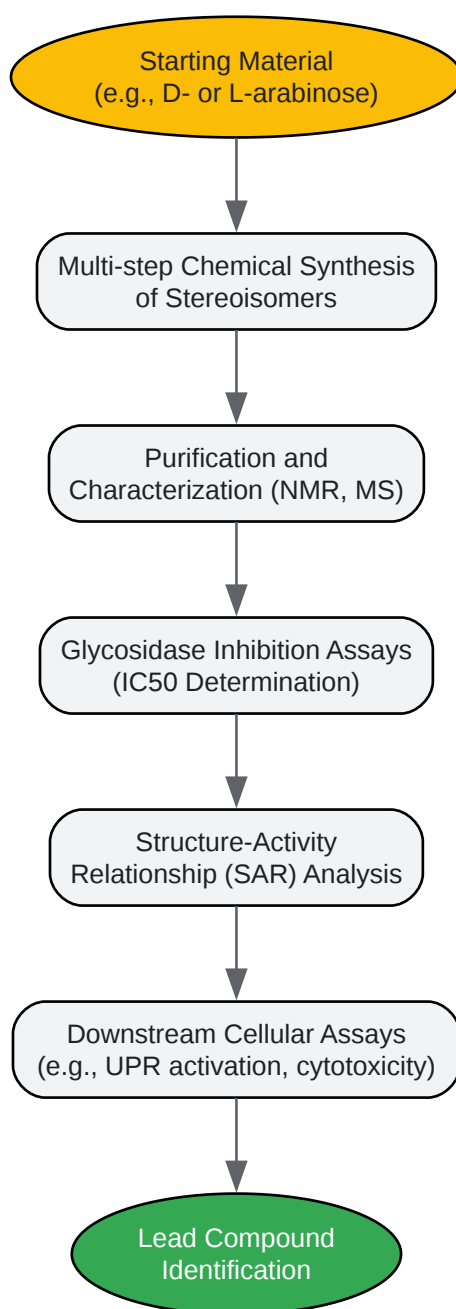 Starting Material
(e.g., D- or L-arabinose)
Multi-step Chemical Synthesis
of Stereoisomers
Purification and
Characterization (NMR, MS)
Glycosidase Inhibition Assays
(IC50 Determination)
Structure-Activity
Relationship (SAR) Analysis
Downstream Cellular Assays
(e.g., UPR activation, cytotoxicity)
Lead Compound
Identification